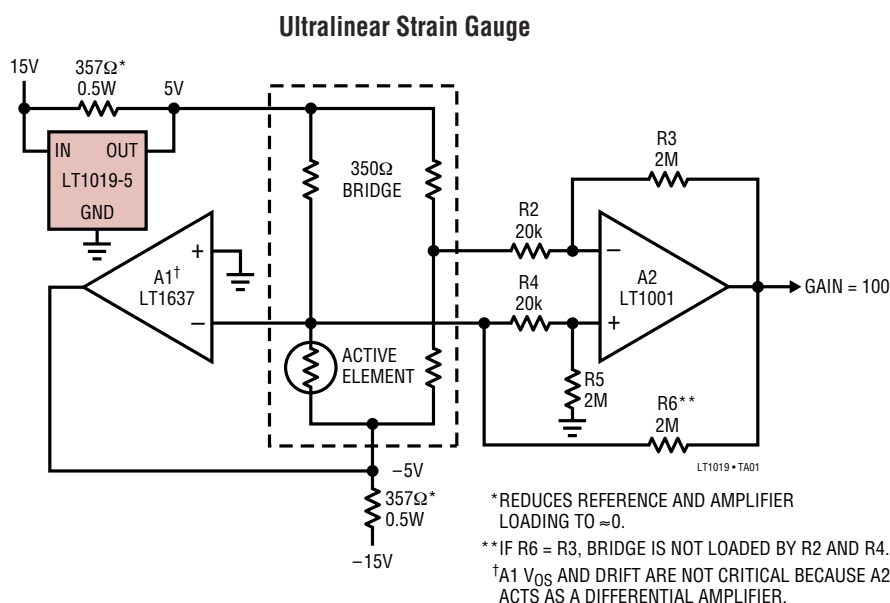 Ultralinear Strain Gauge
15V
357Ω*
0.5W
5V
IN OUT
LT1019-5
GND
350Ω
BRIDGE
R3
2M
R2
20k
A1†
LT1637
+
−
R4
20k
−
A2
LT1001
+
GAIN = 100
ACTIVE
ELEMENT
R5
2M
R6**
2M
LT1019 • TA01
−5V
357Ω*
0.5W
−15V
*REDUCES REFERENCE AND AMPLIFIER
LOADING TO ≈0.
**IF R6 = R3, BRIDGE IS NOT LOADED BY R2 AND R4.
†A1 VOS AND DRIFT ARE NOT CRITICAL BECAUSE A2
ACTS AS A DIFFERENTIAL AMPLIFIER.